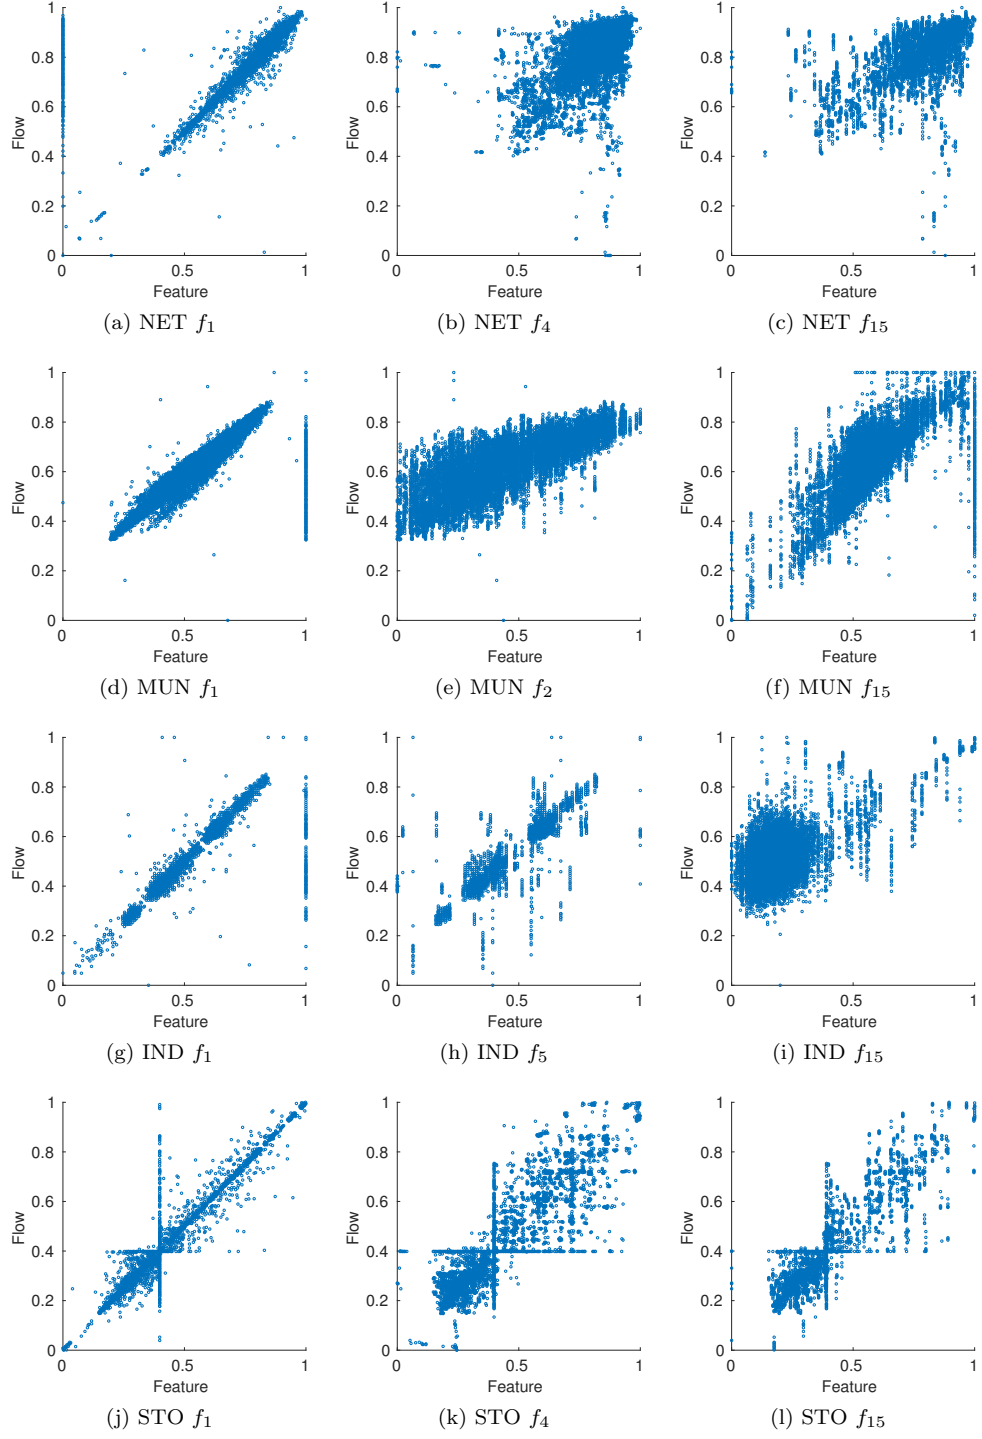 1
0.8
0.6
0.4
0.2
0
Flow
0 0.5 1
Feature
(a) NET f1
1
0.8
0.6
0.4
0.2
0
Flow
0 0.5 1
Feature
(b) NET f4
1
0.8
0.6
0.4
0.2
0
Flow
0 0.5 1
Feature
(c) NET f15
1
0.8
0.6
0.4
0.2
0
Flow
0 0.5 1
Feature
(d) MUN f1
1
0.8
0.6
0.4
0.2
0
Flow
0 0.5 1
Feature
(e) MUN f2
1
0.8
0.6
0.4
0.2
0
Flow
0 0.5 1
Feature
(f) MUN f15
1
0.8
0.6
0.4
0.2
0
Flow
0 0.5 1
Feature
(g) IND f1
1
0.8
0.6
0.4
0.2
0
Flow
0 0.5 1
Feature
(h) IND f5
1
0.8
0.6
0.4
0.2
0
Flow
0 0.5 1
Feature
(i) IND f15
1
0.8
0.6
0.4
0.2
0
Flow
0 0.5 1
Feature
(j) STO f1
1
0.8
0.6
0.4
0.2
0
Flow
0 0.5 1
Feature
(k) STO f4
1
0.8
0.6
0.4
0.2
0
Flow
0 0.5 1
Feature
(l) STO f15